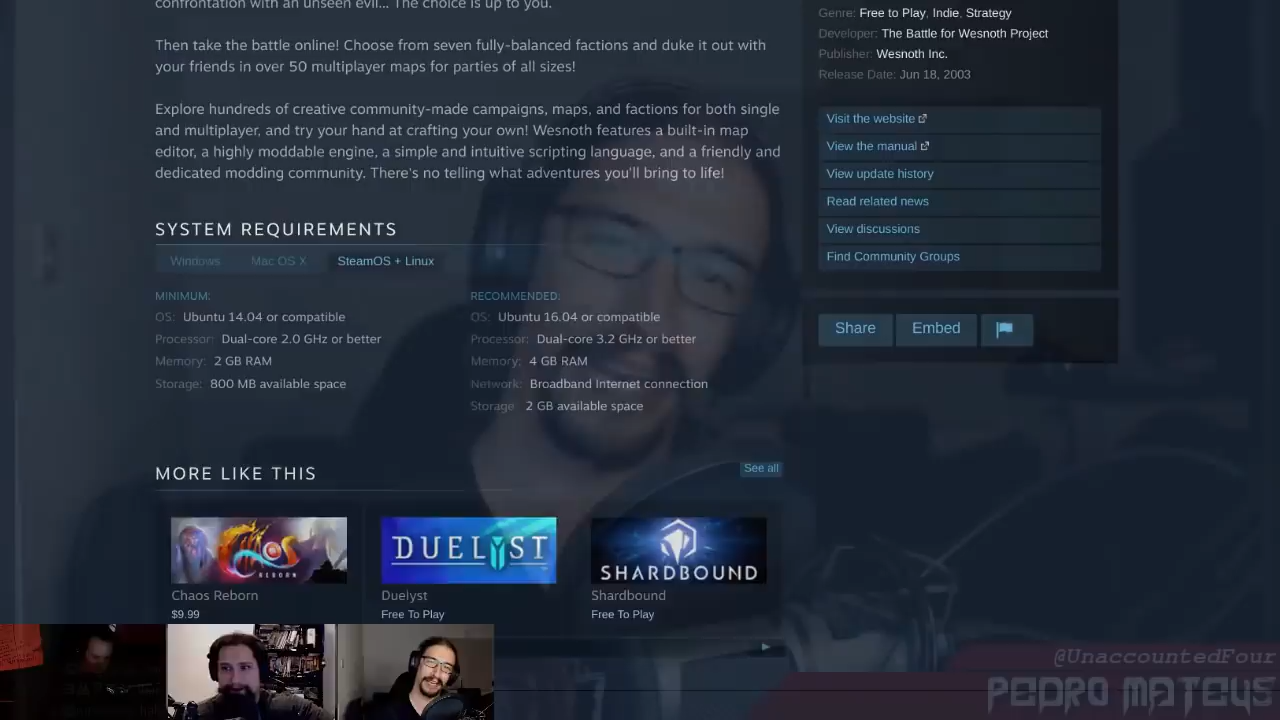 confrontation with an unseen evil... The choice is up to you.
Then take the battle online! Choose from seven fully-balanced factions and duke it out with
your friends in over 50 multiplayer maps for parties of all sizes!
Explore hundreds of creative community-made campaigns, maps, and factions for both single
and multiplayer, and try your hand at crafting your own! Wesnoth features a built-in map
editor, a highly moddable engine, a simple and intuitive scripting language, and a friendly and
dedicated modding community. There's no telling what adventures you'll bring to life!
SYSTEM REQUIREMENTS
Windows Mac OS X SteamOS + Linux
MINIMUM:
OS: Ubuntu 14.04 or compatible
Processor: Dual-core 2.0 GHz or better
Memory: 2 GB RAM
Storage: 800 MB available space
RECOMMENDED:
OS: Ubuntu 16.04 or compatible
Processor: Dual-core 3.2 GHz or better
Memory: 4 GB RAM
Network: Broadband Internet connection
Storage: 2 GB available space
MORE LIKE THIS
See all
CHAOS REBORN
Chaos Reborn
$9.99
DUELYST
Duelyst
Free To Play
SHARDBOUND
Shardbound
Free To Play
Genre: Free to Play, Indie, Strategy
Developer: The Battle for Wesnoth Project
Publisher: Wesnoth Inc.
Release Date: Jun 18, 2003
Visit the website
View the manual
View update history
Read related news
View discussions
Find Community Groups
Share Embed
@UnaccountedFour
PEDRO MATEUS